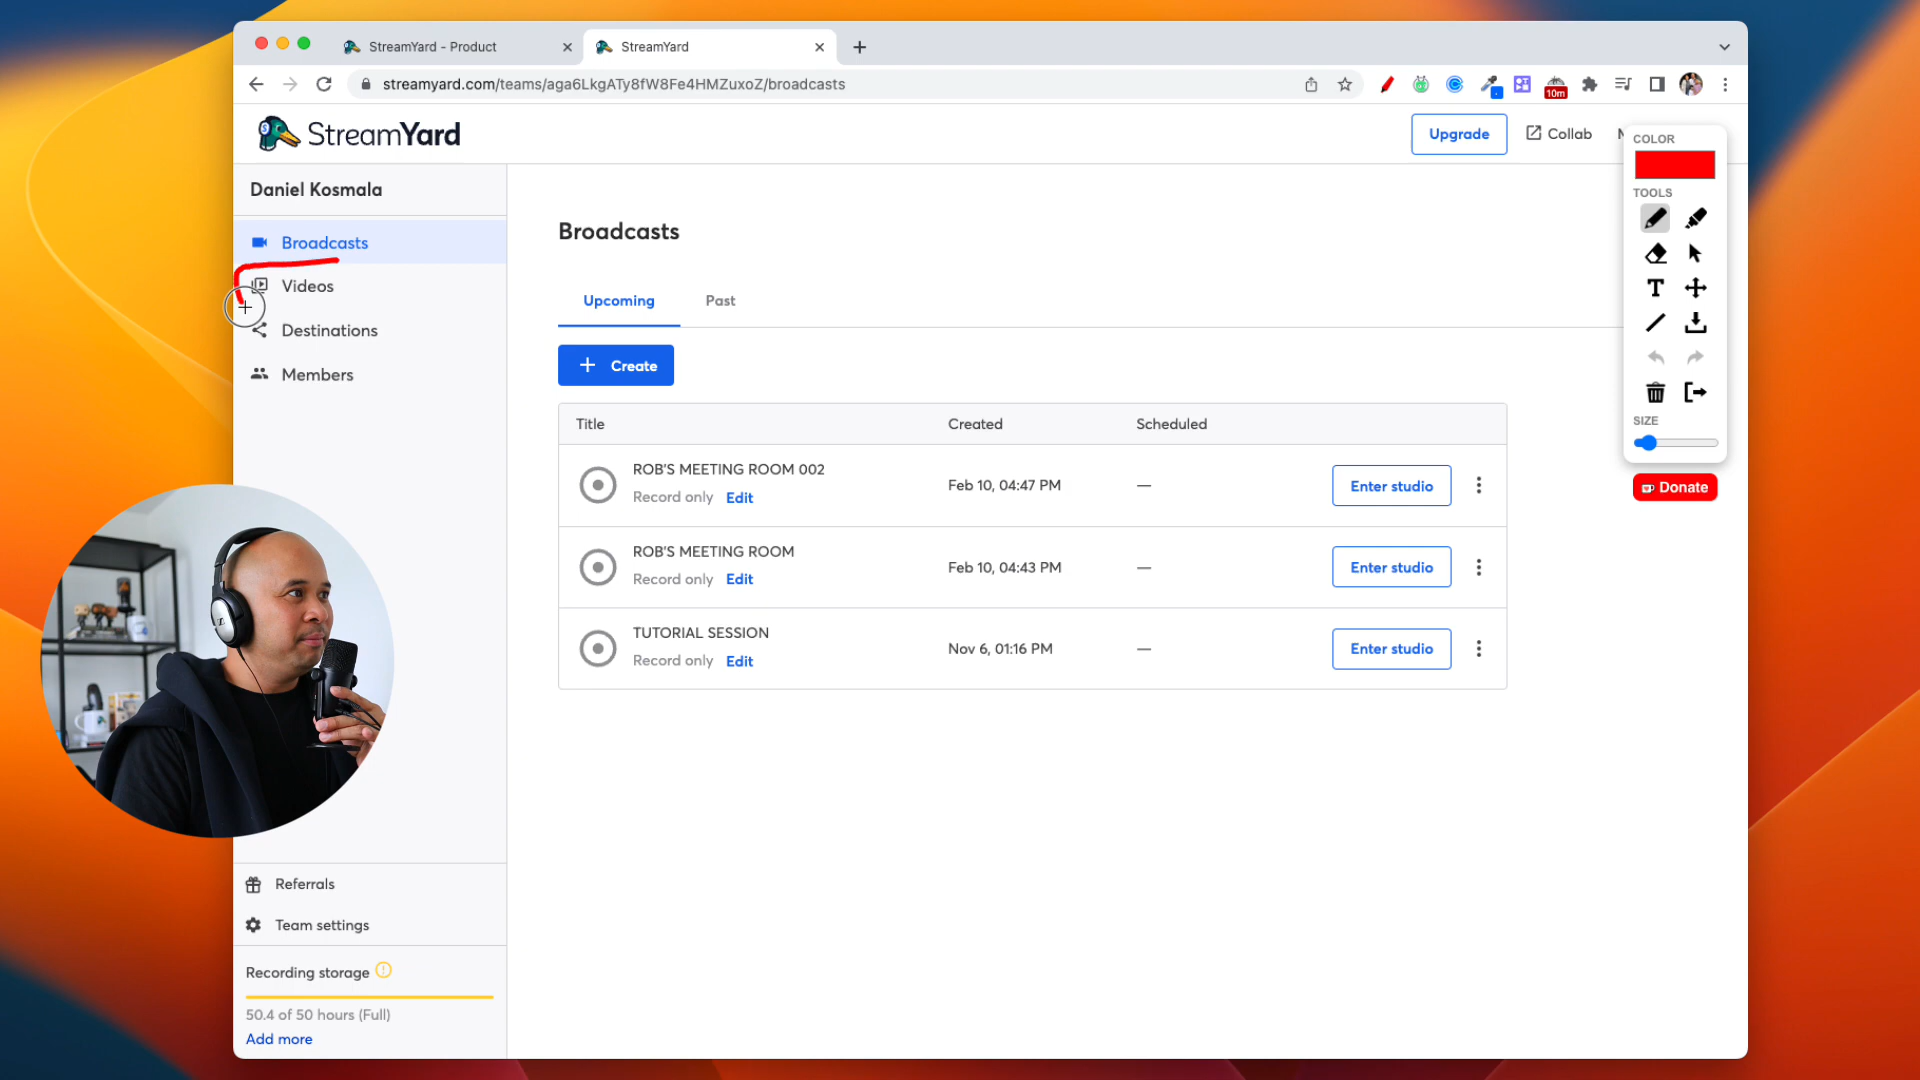 StreamYard - Product
StreamYard
streamyard.com/teams/aga6LkgATy8fW8Fe4HMZuxoZ/broadcasts
10m
StreamYard
Upgrade
Collab
COLOR
TOOLS
SIZE
Donate
Daniel Kosmala
Broadcasts
Videos
Destinations
Members
Referrals
Team settings
Recording storage
50.4 of 50 hours (Full)
Add more
Broadcasts
Upcoming Past
+ Create
Title Created Scheduled
ROB'S MEETING ROOM 002
Record only Edit
Feb 10, 04:47 PM — Enter studio
ROB'S MEETING ROOM
Record only Edit
Feb 10, 04:43 PM — Enter studio
TUTORIAL SESSION
Record only Edit
Nov 6, 01:16 PM — Enter studio